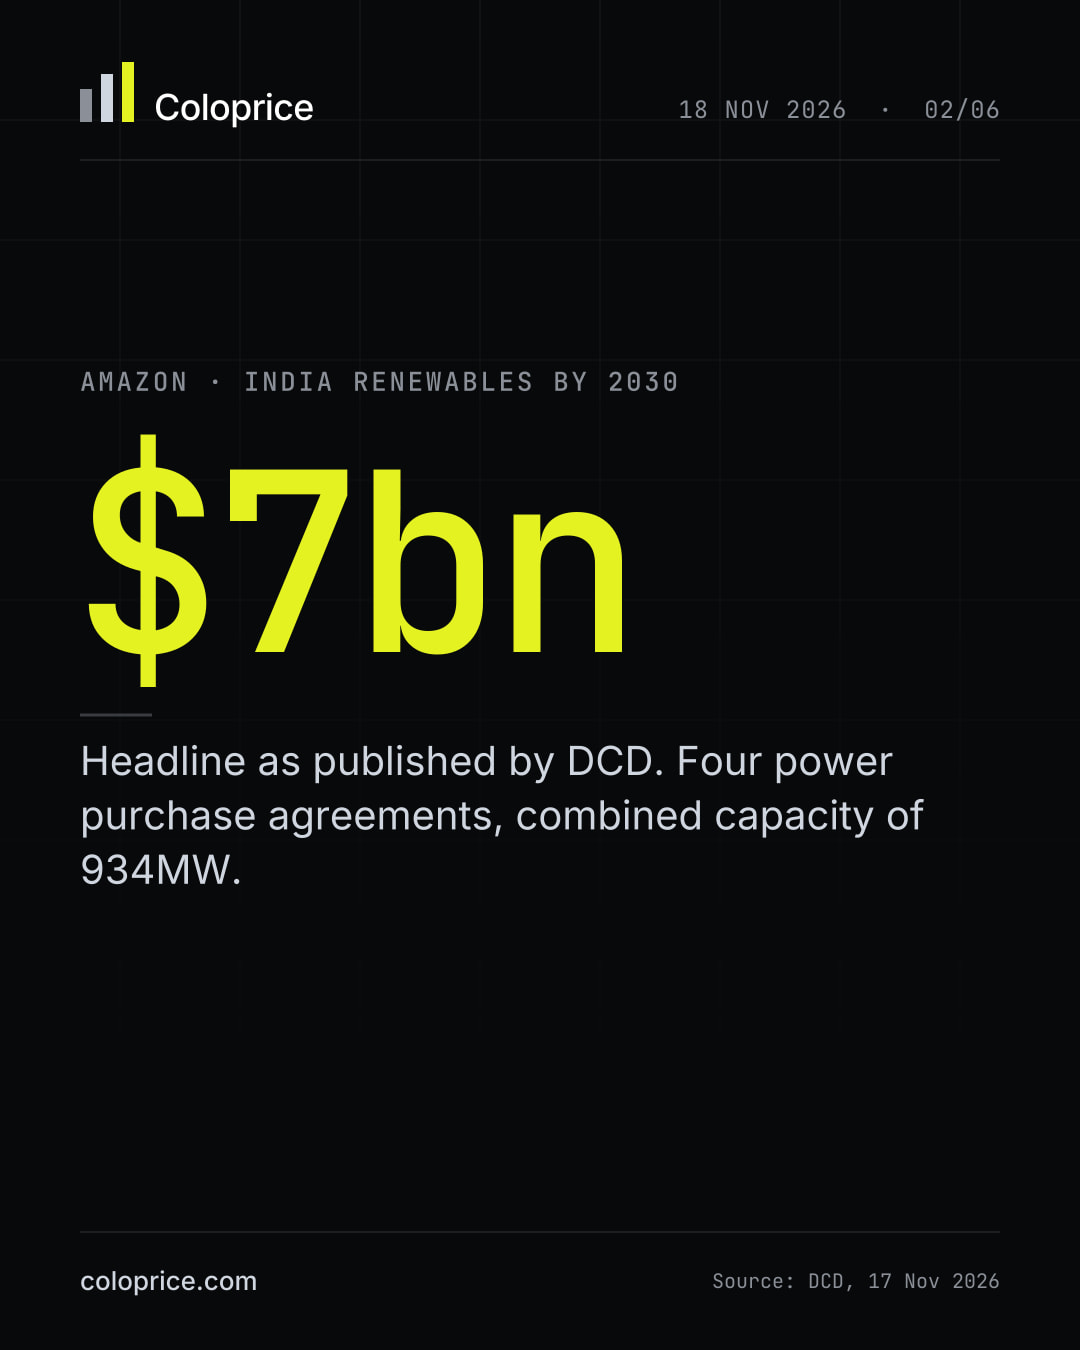 Coloprice
18 NOV 2026 · 02/06
AMAZON · INDIA RENEWABLES BY 2030
$7bn
Headline as published by DCD. Four power
purchase agreements, combined capacity of
934MW.
coloprice.com
Source: DCD, 17 Nov 2026